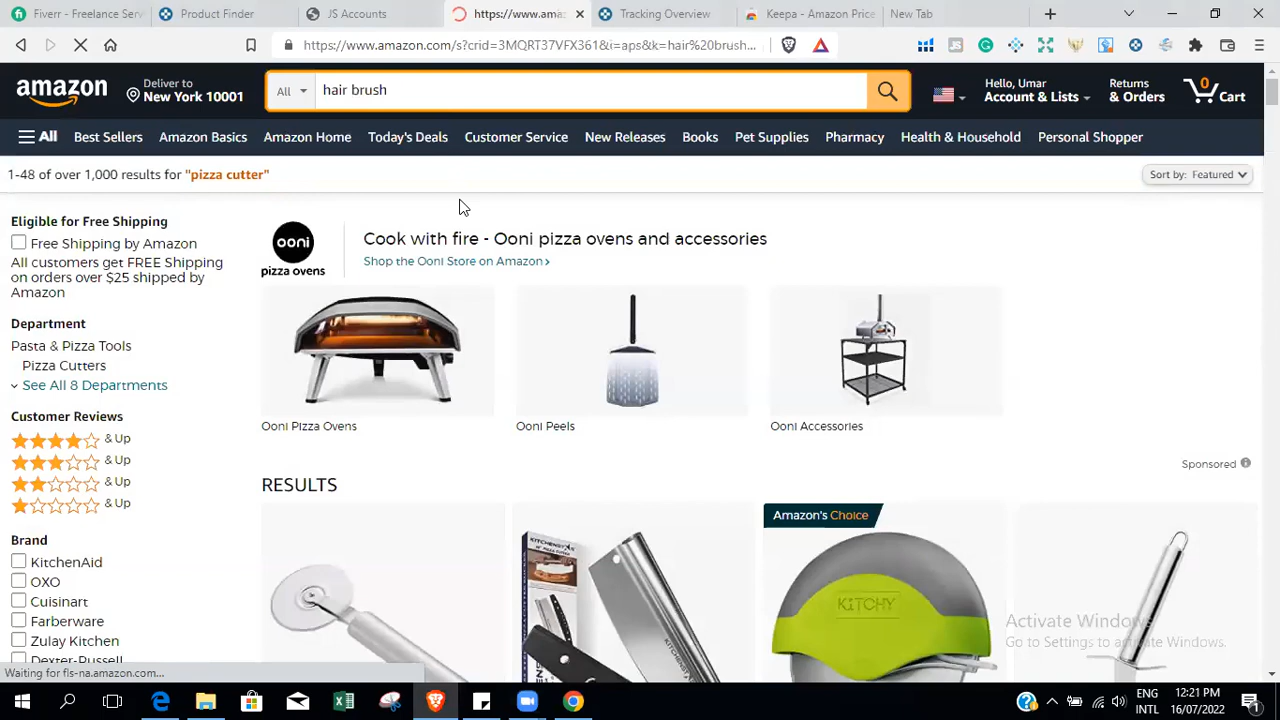 Fiverr - Freelance Serv
Product Finder
JS Accounts
https://www.ama
Tracking Overview
Keepa - Amazon Price
New Tab
https://www.amazon.com/s?crid=3MQRT37VFX361&i=aps&k=hair%20brush...
amazon
Deliver to
New York 10001
All
hair brush
Hello, Umar
Account & Lists
Returns
& Orders
0
Cart
All
Best Sellers
Amazon Basics
Amazon Home
Today's Deals
Customer Service
New Releases
Books
Pet Supplies
Pharmacy
Health & Household
Personal Shopper
1-48 of over 1,000 results for "pizza cutter"
Sort by: Featured
Eligible for Free Shipping
Free Shipping by Amazon
All customers get FREE Shipping
on orders over $25 shipped by
Amazon
Department
Pasta & Pizza Tools
Pizza Cutters
See All 8 Departments
Customer Reviews
& Up
& Up
& Up
& Up
Brand
KitchenAid
OXO
Cuisinart
Farberware
Zulay Kitchen
Dexter-Russell
ooni
pizza ovens
Cook with fire - Ooni pizza ovens and accessories
Shop the Ooni Store on Amazon ›
Ooni Pizza Ovens
Ooni Peels
Ooni Accessories
Sponsored
RESULTS
Amazon's Choice
KITCHENSTAR
KITCHY
Activate Windows
Go to Settings to activate Windows.
Waiting for fls-na.amazon.com...
ENG
INTL
12:21 PM
16/07/2022
1